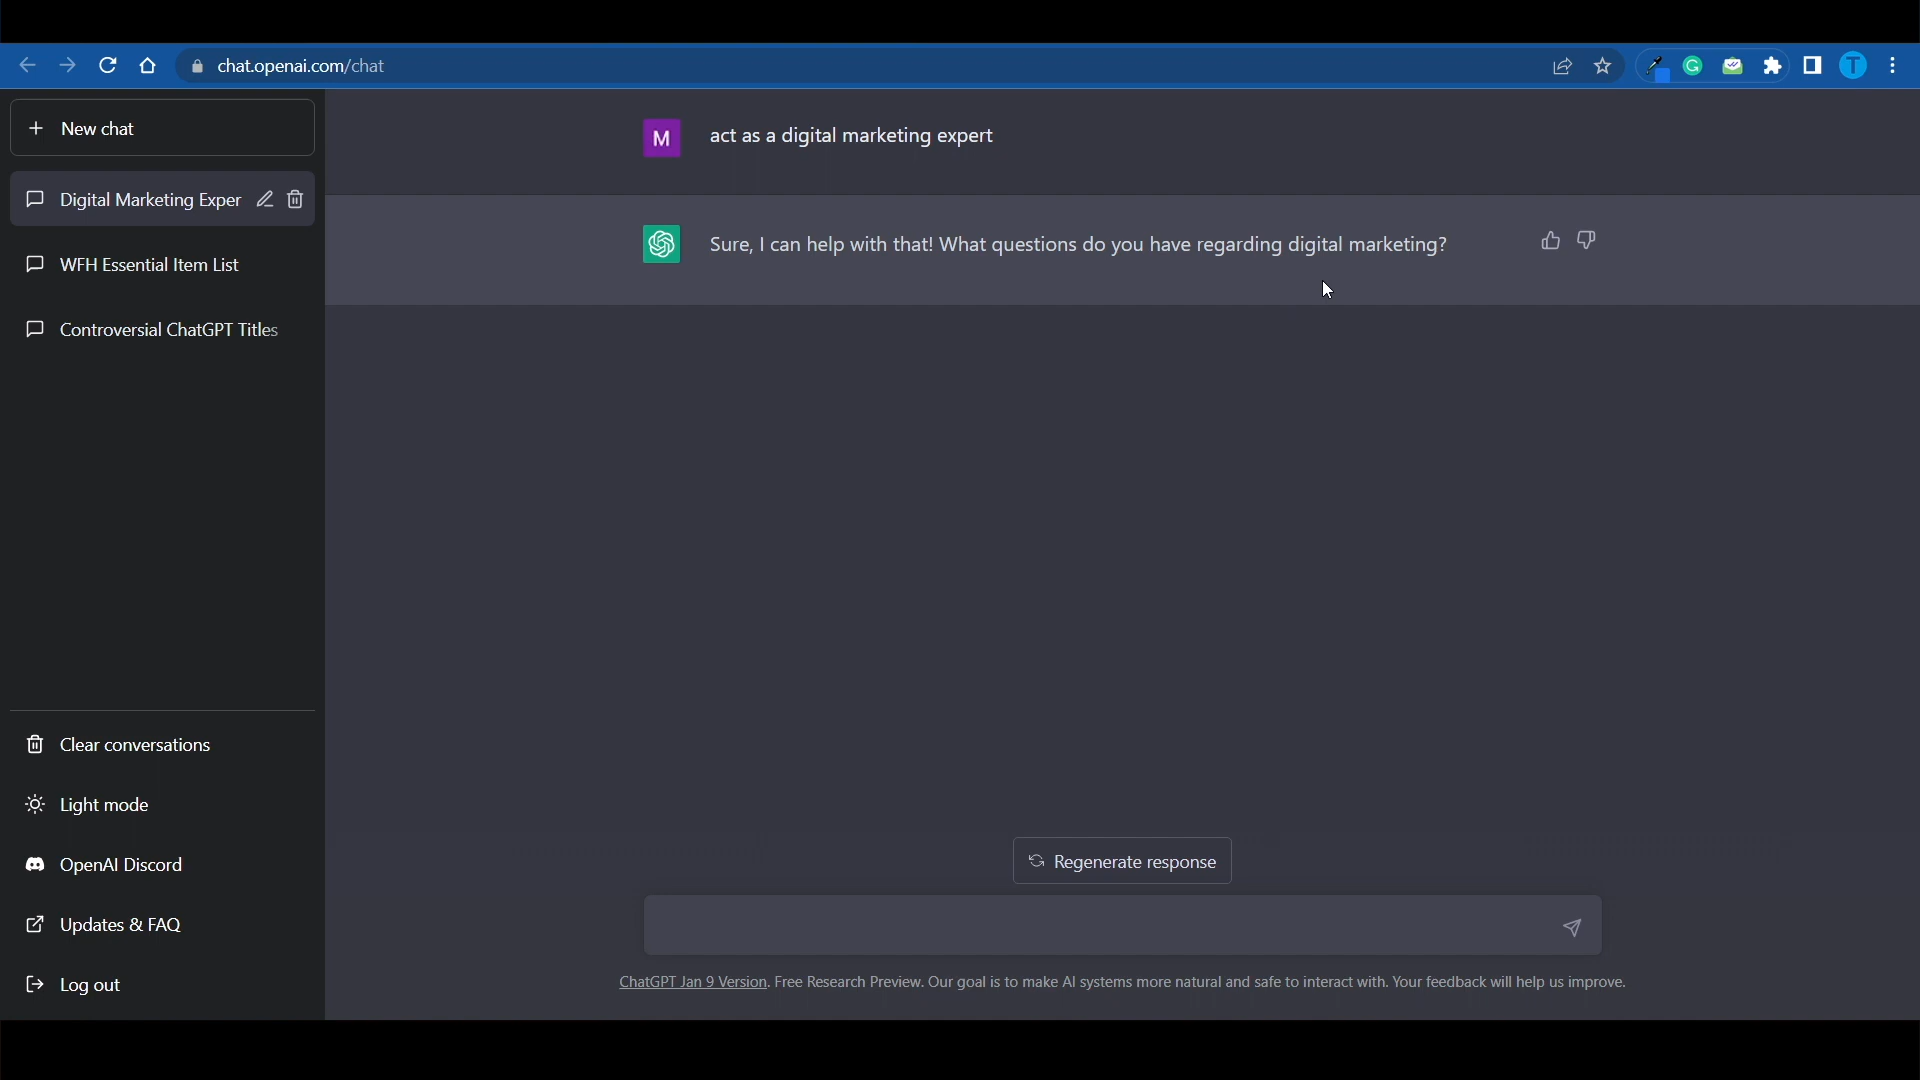 chat.openai.com/chat
T
New chat
Digital Marketing Exper
WFH Essential Item List
Controversial ChatGPT Titles
Clear conversations
Light mode
OpenAI Discord
Updates & FAQ
Log out
M
act as a digital marketing expert
Sure, I can help with that! What questions do you have regarding digital marketing?
Regenerate response
ChatGPT Jan 9 Version. Free Research Preview. Our goal is to make AI systems more natural and safe to interact with. Your feedback will help us improve.